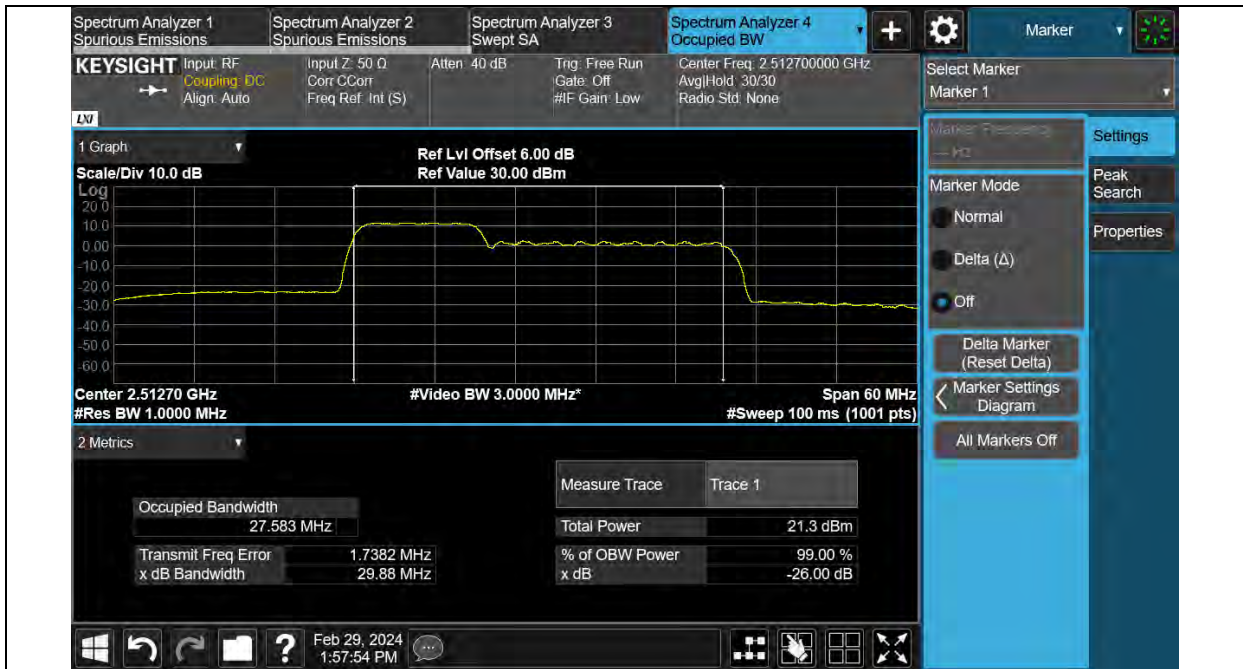 Spectrum Analyzer 1
Spurious Emissions
Spectrum Analyzer 2
Spurious Emissions
Spectrum Analyzer 3
Swept SA
Spectrum Analyzer 4
Occupied BW
Marker
KEYSIGHT
Input: RF
Coupling: DC
Align: Auto
Input Z: 50 Ω
Corr CCorr
Freq Ref: Int (S)
Atten: 40 dB
Trig: Free Run
Gate: Off
#IF Gain: Low
Center Freq: 2.512700000 GHz
Avg|Hold: 30/30
Radio Std: None
LXI
Select Marker
Marker 1
Marker Frequency
--- Hz
Settings
Peak
Search
Properties
Marker Mode
Normal
Delta (Δ)
Off
Delta Marker
(Reset Delta)
Marker Settings
Diagram
All Markers Off
1 Graph
Scale/Div 10.0 dB
Ref Lvl Offset 6.00 dB
Ref Value 30.00 dBm
Log
20.0
10.0
0.00
-10.0
-20.0
-30.0
-40.0
-50.0
-60.0
Center 2.51270 GHz
#Video BW 3.0000 MHz*
Span 60 MHz
#Res BW 1.0000 MHz
#Sweep 100 ms (1001 pts)
2 Metrics
Measure Trace Trace 1
Occupied Bandwidth
27.583 MHz
Total Power 21.3 dBm
Transmit Freq Error 1.7382 MHz
% of OBW Power 99.00 %
x dB Bandwidth 29.88 MHz
x dB -26.00 dB
Feb 29, 2024
1:57:54 PM